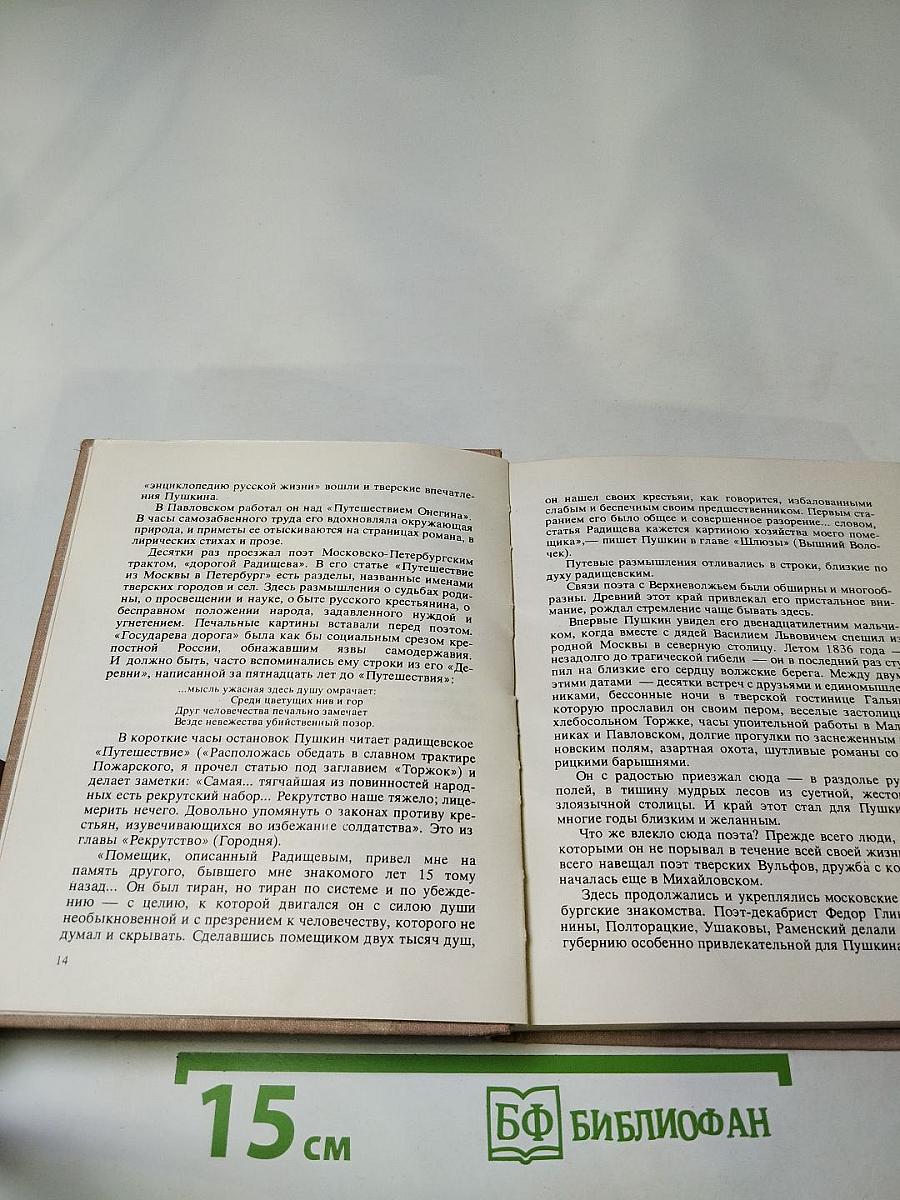 «энциклопедию русской жизни» вошли и тверские впечатле-
ния Пушкина.
В Павловском работал он над «Путешествием Онегина».
В часы самозабвенного труда его вдохновляла окружающая
природа, и приметы ее отыскиваются на страницах романа, в
лирических стихах и прозе.
Десятки раз проезжал поэт Московско-Петербургским
трактом, «дорогой Радищева». В его статье «Путешествие
из Москвы в Петербург» есть разделы, названные именами
тверских городов и сел. Здесь размышления о судьбах роди-
ны, о просвещении и науке, о быте русского крестьянина, о
бесправном положении народа, задавленного нуждой и
угнетением. Печальные картины вставали перед поэтом.
«Государева дорога» была как бы социальным срезом кре-
постной России, обнажавшим язвы самодержавия.
И должно быть, часто вспоминались ему строки из его «Де-
ревни», написанной за пятнадцать лет до «Путешествия»:
...мысль ужасная здесь душу омрачает:
Среди цветущих нив и гор
Друг человечества печально замечает
Везде невежества убийственный позор.
В короткие часы остановок Пушкин читает радищевское
«Путешествие» («Расположась обедать в славном трактире
Пожарского, я прочел статью под заглавием «Торжок») и
делает заметки: «Самая... тягчайшая из повинностей народ-
ных есть рекрутский набор... Рекрутство наше тяжело; лице-
мерить нечего. Довольно упомянуть о законах противу кре-
стьян, изувечивающихся во избежание солдатства». Это из
главы «Рекрутство» (Городня).
«Помещик, описанный Радищевым, привел мне на
память другого, бывшего мне знакомого лет 15 тому
назад... Он был тиран, но тиран по системе и по убежде-
нию — с целию, к которой двигался он с силою души
необыкновенной и с презрением к человечеству, которого не
думал и скрывать. Сделавшись помещиком двух тысяч душ,
14
он нашел своих крестьян, как говорится, избалованными
слабым и беспечным своим предшественником. Первым ста-
ранием его было общее и совершенное разорение... словом,
статья Радищева кажется картиною хозяйства моего поме-
щика»,— пишет Пушкин в главе «Шлюзы» (Вышний Воло-
чек).
Путевые размышления отливались в строки, близкие по
духу радищевским.
Связи поэта с Верхневолжьем были обширны и многооб-
разны. Древний этот край привлекал его пристальное вни-
мание, рождал стремление чаще бывать здесь.
Впервые Пушкин увидел его двенадцатилетним мальчи-
ком, когда вместе с дядей Василием Львовичем спешил из
родной Москвы в северную столицу. Летом 1836 года —
незадолго до трагической гибели — он в последний раз сту
пил на близкие его сердцу волжские берега. Между двум
этими датами — десятки встреч с друзьями и единомышле
никами, бессонные ночи в тверской гостинице Гальян
которую прославил он своим пером, веселые застолиц
хлебосольном Торжке, часы упоительной работы в Мал
никах и Павловском, долгие прогулки по заснеженным
новским полям, азартная охота, шутливые романы со
рицкими барышнями.
Он с радостью приезжал сюда — в раздолье ру
полей, в тишину мудрых лесов из суетной, жесто
злоязычной столицы. И край этот стал для Пушки
многие годы близким и желанным.
Что же влекло сюда поэта? Прежде всего люди,
которыми он не порывал в течение всей своей жизн
всего навещал поэт тверских Вульфов, дружба с ко
началась еще в Михайловском.
Здесь продолжались и укреплялись московские
бургские знакомства. Поэт-декабрист Федор Глин
нины, Полторацкие, Ушаковы, Раменский делали
губернию особенно привлекательной для Пушкина
15 см
БФ БИБЛИОФАН